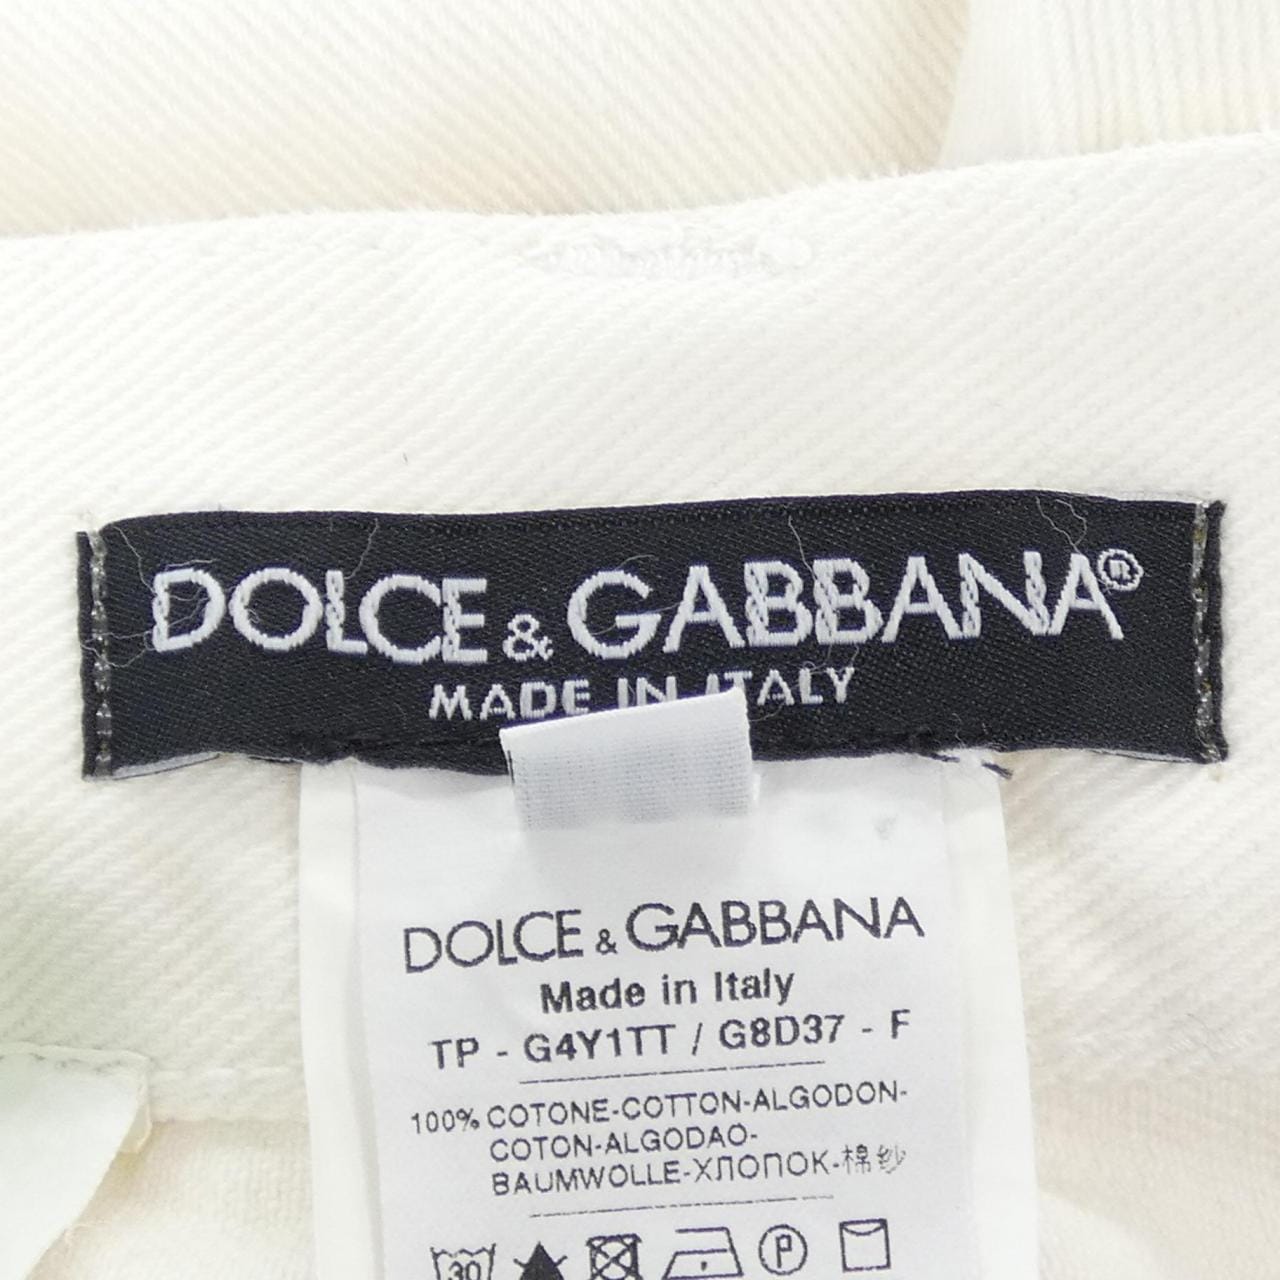 DOLCE & GABBANA®
MADE IN ITALY
DOLCE & GABBANA
Made in Italy
TP - G4Y1TT / G8D37 - F
100% COTONE-COTTON-ALGODON-
COTON-ALGODAO-
BAUMWOLLE-ХЛОПОК-棉纱
30 P